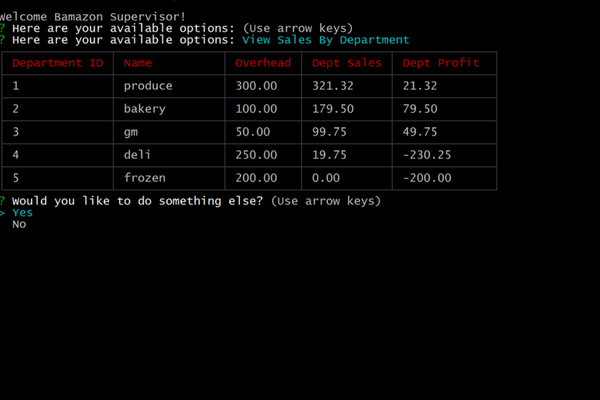 Welcome Bamazon Supervisor!
? Here are your available options: (Use arrow keys)
? Here are your available options: View Sales By Department
Department ID Name Overhead Dept Sales Dept Profit
1 produce 300.00 321.32 21.32
2 bakery 100.00 179.50 79.50
3 gm 50.00 99.75 49.75
4 deli 250.00 19.75 -230.25
5 frozen 200.00 0.00 -200.00
? Would you like to do something else? (Use arrow keys)
> Yes
No